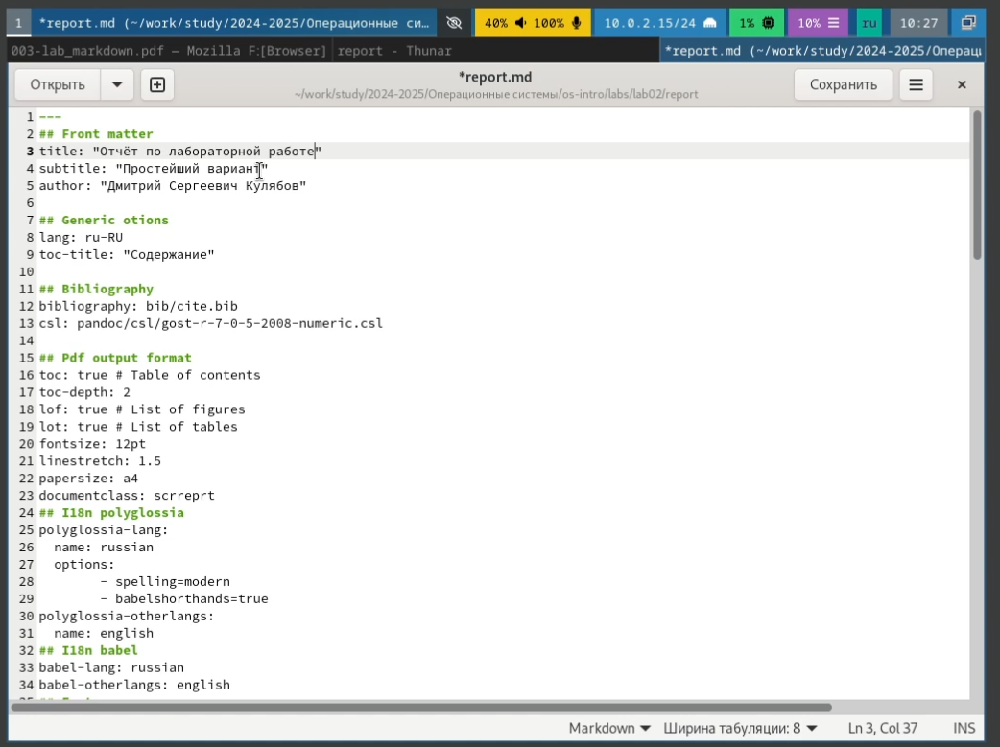 1 *report.md (~/work/study/2024-2025/Операционные си… 40% 100% 10.0.2.15/24 1% 10% ru 10:27
003-lab_markdown.pdf — Mozilla F:[Browser] report - Thunar *report.md (~/work/study/2024-2025/Операци
Открыть *report.md Сохранить
~/work/study/2024-2025/Операционные системы/os-intro/labs/lab02/report
1 ---
2 ## Front matter
3 title: "Отчёт по лабораторной работе"
4 subtitle: "Простейший вариант"
5 author: "Дмитрий Сергеевич Кулябов"
6
7 ## Generic otions
8 lang: ru-RU
9 toc-title: "Содержание"
10
11 ## Bibliography
12 bibliography: bib/cite.bib
13 csl: pandoc/csl/gost-r-7-0-5-2008-numeric.csl
14
15 ## Pdf output format
16 toc: true # Table of contents
17 toc-depth: 2
18 lof: true # List of figures
19 lot: true # List of tables
20 fontsize: 12pt
21 linestretch: 1.5
22 papersize: a4
23 documentclass: scrreprt
24 ## I18n polyglossia
25 polyglossia-lang:
26   name: russian
27   options:
28         - spelling=modern
29         - babelshorthands=true
30 polyglossia-otherlangs:
31   name: english
32 ## I18n babel
33 babel-lang: russian
34 babel-otherlangs: english
Markdown Ширина табуляции: 8 Ln 3, Col 37 INS